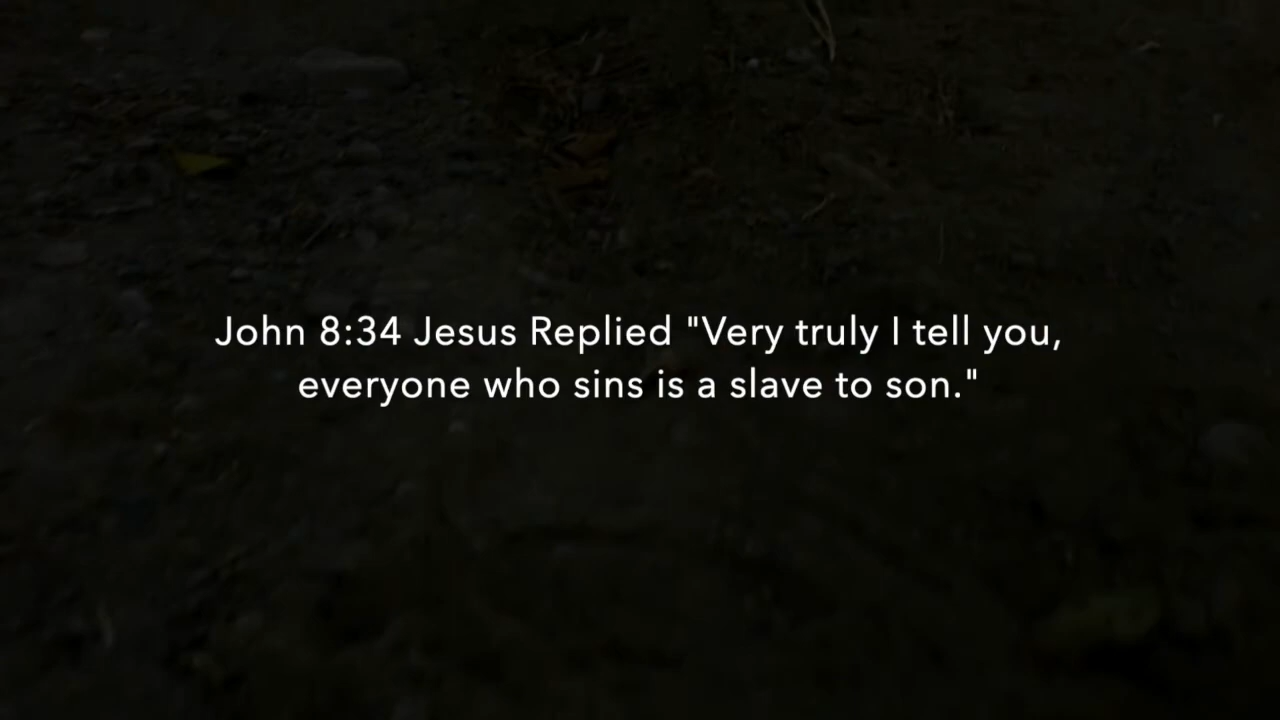 John 8:34 Jesus Replied "Very truly I tell you,
everyone who sins is a slave to son."